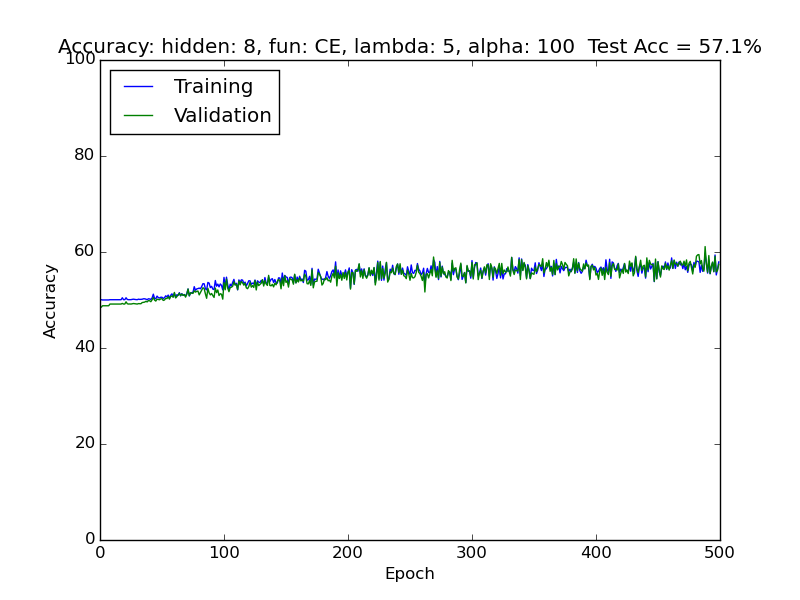 Accuracy: hidden: 8, fun: CE, lambda: 5, alpha: 100  Test Acc = 57.1%
100
Training
Validation
80
60
Accuracy
40
20
0
0 100 200 300 400 500
Epoch